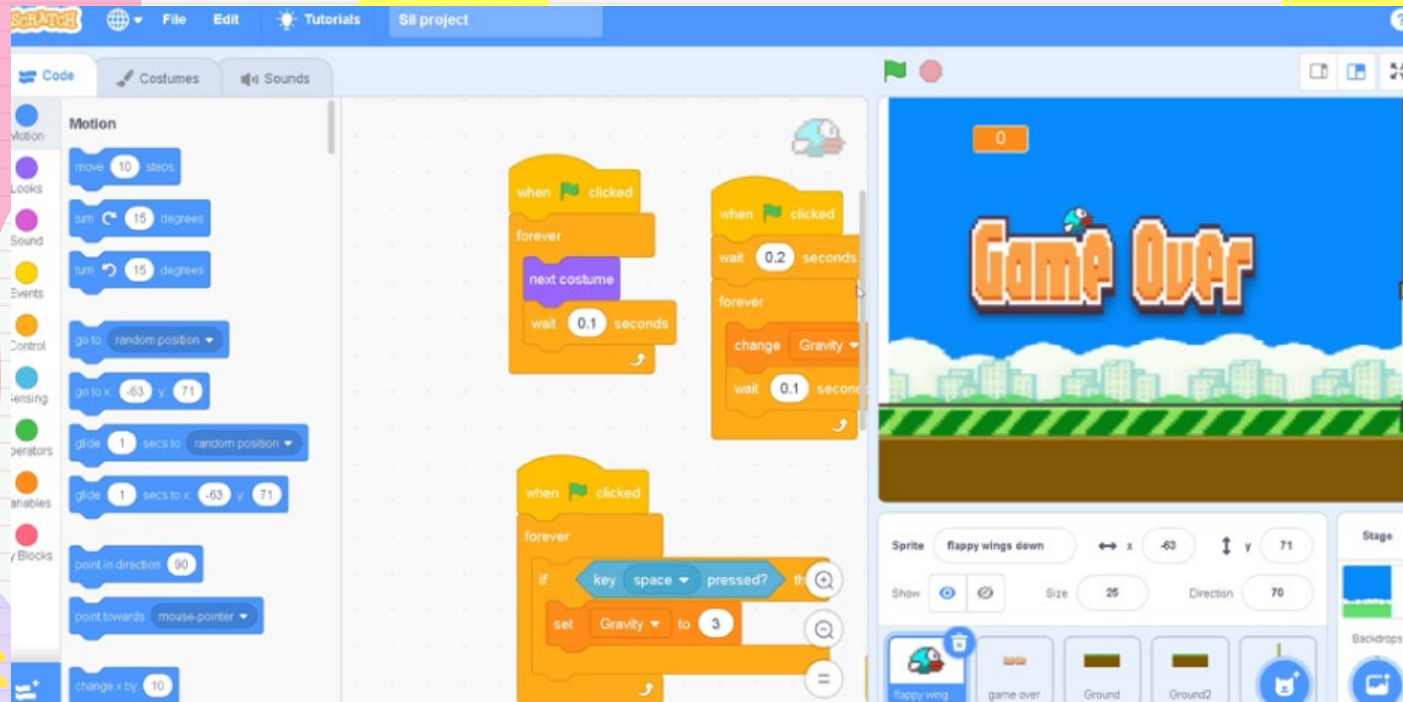 SCRATCH
File
Edit
Tutorials
Sil project
Code
Costumes
Sounds
Motion
Looks
Sound
Events
Control
Motion
move 10 steps
turn 15 degrees
turn 15 degrees
go to random position
go to x: -63 y: 71
glide 1 secs to random position
glide 1 secs to x: -63 y: 71
point in direction 90
point towards mouse-pointer
change x by 10
when clicked
forever
next costume
wait 0.1 seconds
when clicked
wait 0.2 seconds
forever
change Gravity
wait 0.1
when clicked
forever
if key space pressed?
set Gravity to 3
0
Game Over
Sprite
flappy wings down
x -63
y 71
Show
Size 25
Direction 70
Stage
Backdrops
flappy wing...
game over
Ground
Ground2